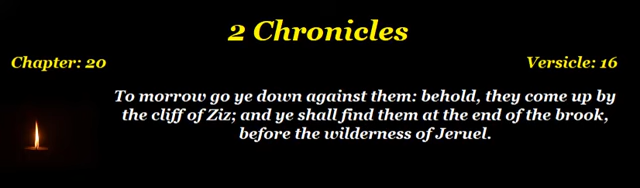 2 Chronicles
Chapter: 20 Versicle: 16
To morrow go ye down against them: behold, they come up by
the cliff of Ziz; and ye shall find them at the end of the brook,
before the wilderness of Jeruel.